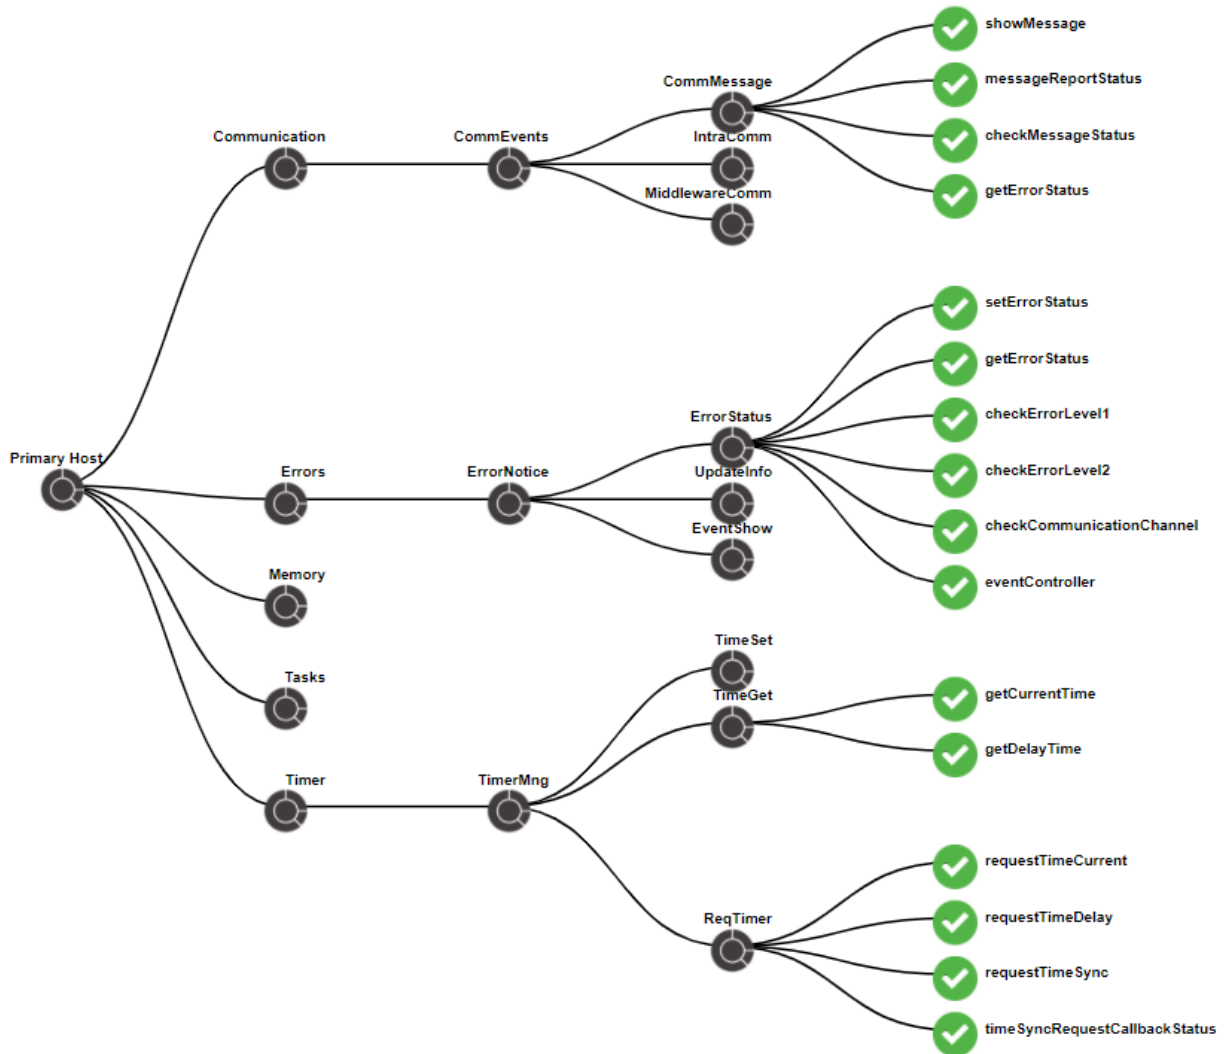 showMessage
CommMessage
messageReportStatus
Communication
CommEvents
IntraComm
checkMessageStatus
MiddlewareComm
getErrorStatus
setErrorStatus
getErrorStatus
ErrorStatus
checkErrorLevel1
Primary Host
Errors
ErrorNotice
UpdateInfo
checkErrorLevel2
EventShow
checkCommunicationChannel
Memory
eventController
TimeSet
Tasks
TimeGet
getCurrentTime
getDelayTime
Timer
TimerMng
requestTimeCurrent
ReqTimer
requestTimeDelay
requestTimeSync
timeSyncRequestCallbackStatus